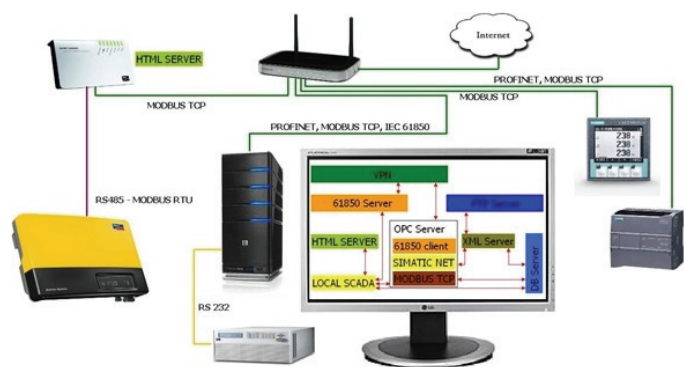 Internet
HTML SERVER
PROFINET, MODBUS TCP
MODBUS TCP
MODBUS TCP
PROFINET, MODBUS TCP, IEC 61850
238
238
238
RS485 - MODBUS RTU
VPN
61850 Server
FTP Server
OPC Server
61850 client
HTML SERVER
XML Server
SIMATIC NET
DB Server
LOCAL SCADA
MODBUS TCP
RS 232
LG